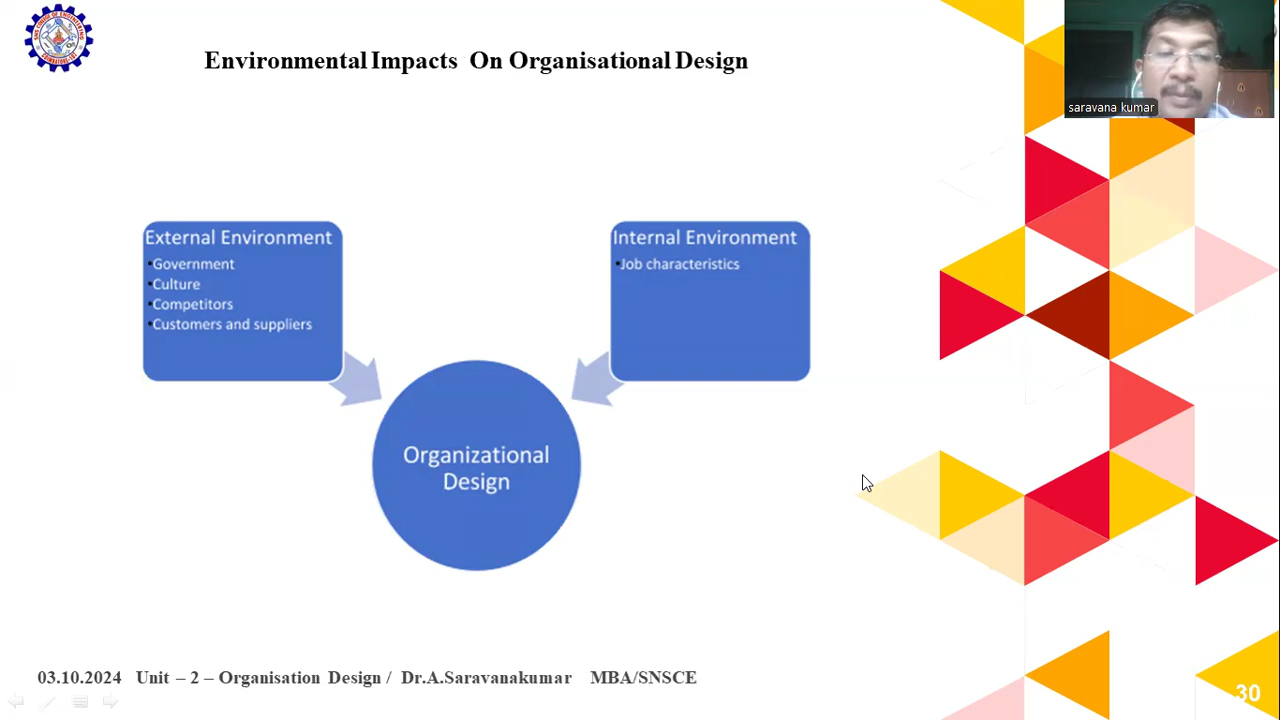 Environmental Impacts On Organisational Design
saravana kumar
External Environment
•Government
•Culture
•Competitors
•Customers and suppliers
Internal Environment
•Job characteristics
Organizational
Design
03.10.2024 Unit – 2 – Organisation Design / Dr.A.Saravanakumar MBA/SNSCE
30